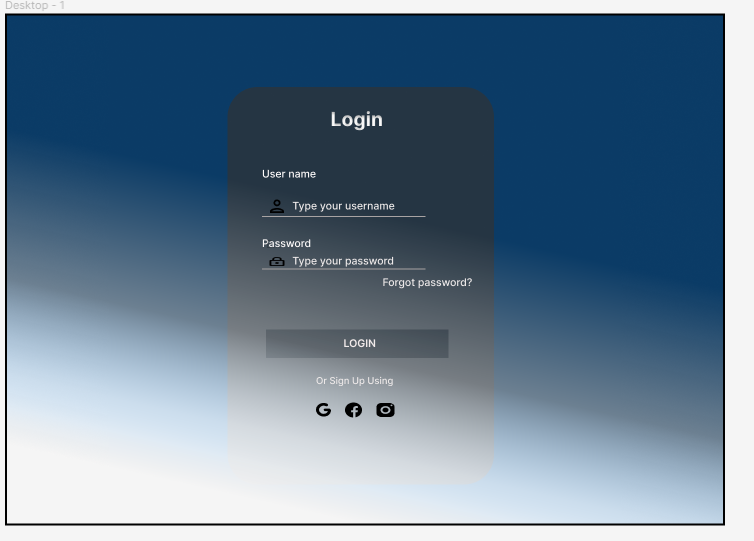 Desktop - 1
Login
User name
Type your username
Password
Type your password
Forgot password?
LOGIN
Or Sign Up Using